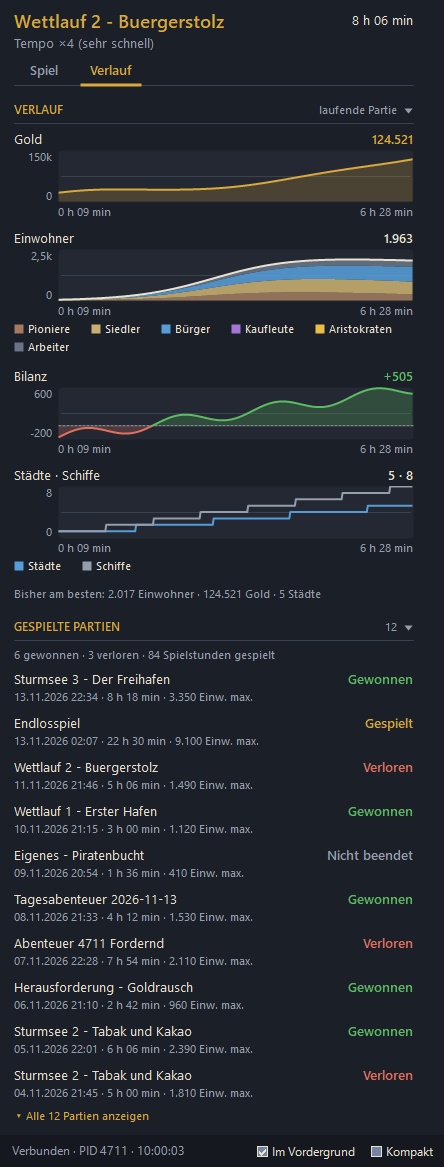 Wettlauf 2 - Buergerstolz 8 h 06 min
Tempo ×4 (sehr schnell)
Spiel Verlauf
VERLAUF laufende Partie
Gold 124.521
150k
0
0 h 09 min 6 h 28 min
Einwohner 1.963
2,5k
0
0 h 09 min 6 h 28 min
Pioniere Siedler Bürger Kaufleute Aristokraten
Arbeiter
Bilanz +505
600
-200
0 h 09 min 6 h 28 min
Städte · Schiffe 5 · 8
8
0
0 h 09 min 6 h 28 min
Städte Schiffe
Bisher am besten: 2.017 Einwohner · 124.521 Gold · 5 Städte
GESPIELTE PARTIEN 12
6 gewonnen · 3 verloren · 84 Spielstunden gespielt
Sturmsee 3 - Der Freihafen Gewonnen
13.11.2026 22:34 · 8 h 18 min · 3.350 Einw. max.
Endlosspiel Gespielt
13.11.2026 02:07 · 22 h 30 min · 9.100 Einw. max.
Wettlauf 2 - Buergerstolz Verloren
11.11.2026 21:46 · 5 h 06 min · 1.490 Einw. max.
Wettlauf 1 - Erster Hafen Gewonnen
10.11.2026 21:15 · 3 h 00 min · 1.120 Einw. max.
Eigenes - Piratenbucht Nicht beendet
09.11.2026 20:54 · 1 h 36 min · 410 Einw. max.
Tagesabenteuer 2026-11-13 Gewonnen
08.11.2026 21:33 · 4 h 12 min · 1.530 Einw. max.
Abenteuer 4711 Fordernd Verloren
07.11.2026 22:28 · 7 h 54 min · 2.110 Einw. max.
Herausforderung - Goldrausch Gewonnen
06.11.2026 21:10 · 2 h 42 min · 960 Einw. max.
Sturmsee 2 - Tabak und Kakao Gewonnen
05.11.2026 22:01 · 6 h 06 min · 2.390 Einw. max.
Sturmsee 2 - Tabak und Kakao Verloren
04.11.2026 21:45 · 5 h 00 min · 1.810 Einw. max.
Alle 12 Partien anzeigen
Verbunden · PID 4711 · 10:00:03 Im Vordergrund Kompakt